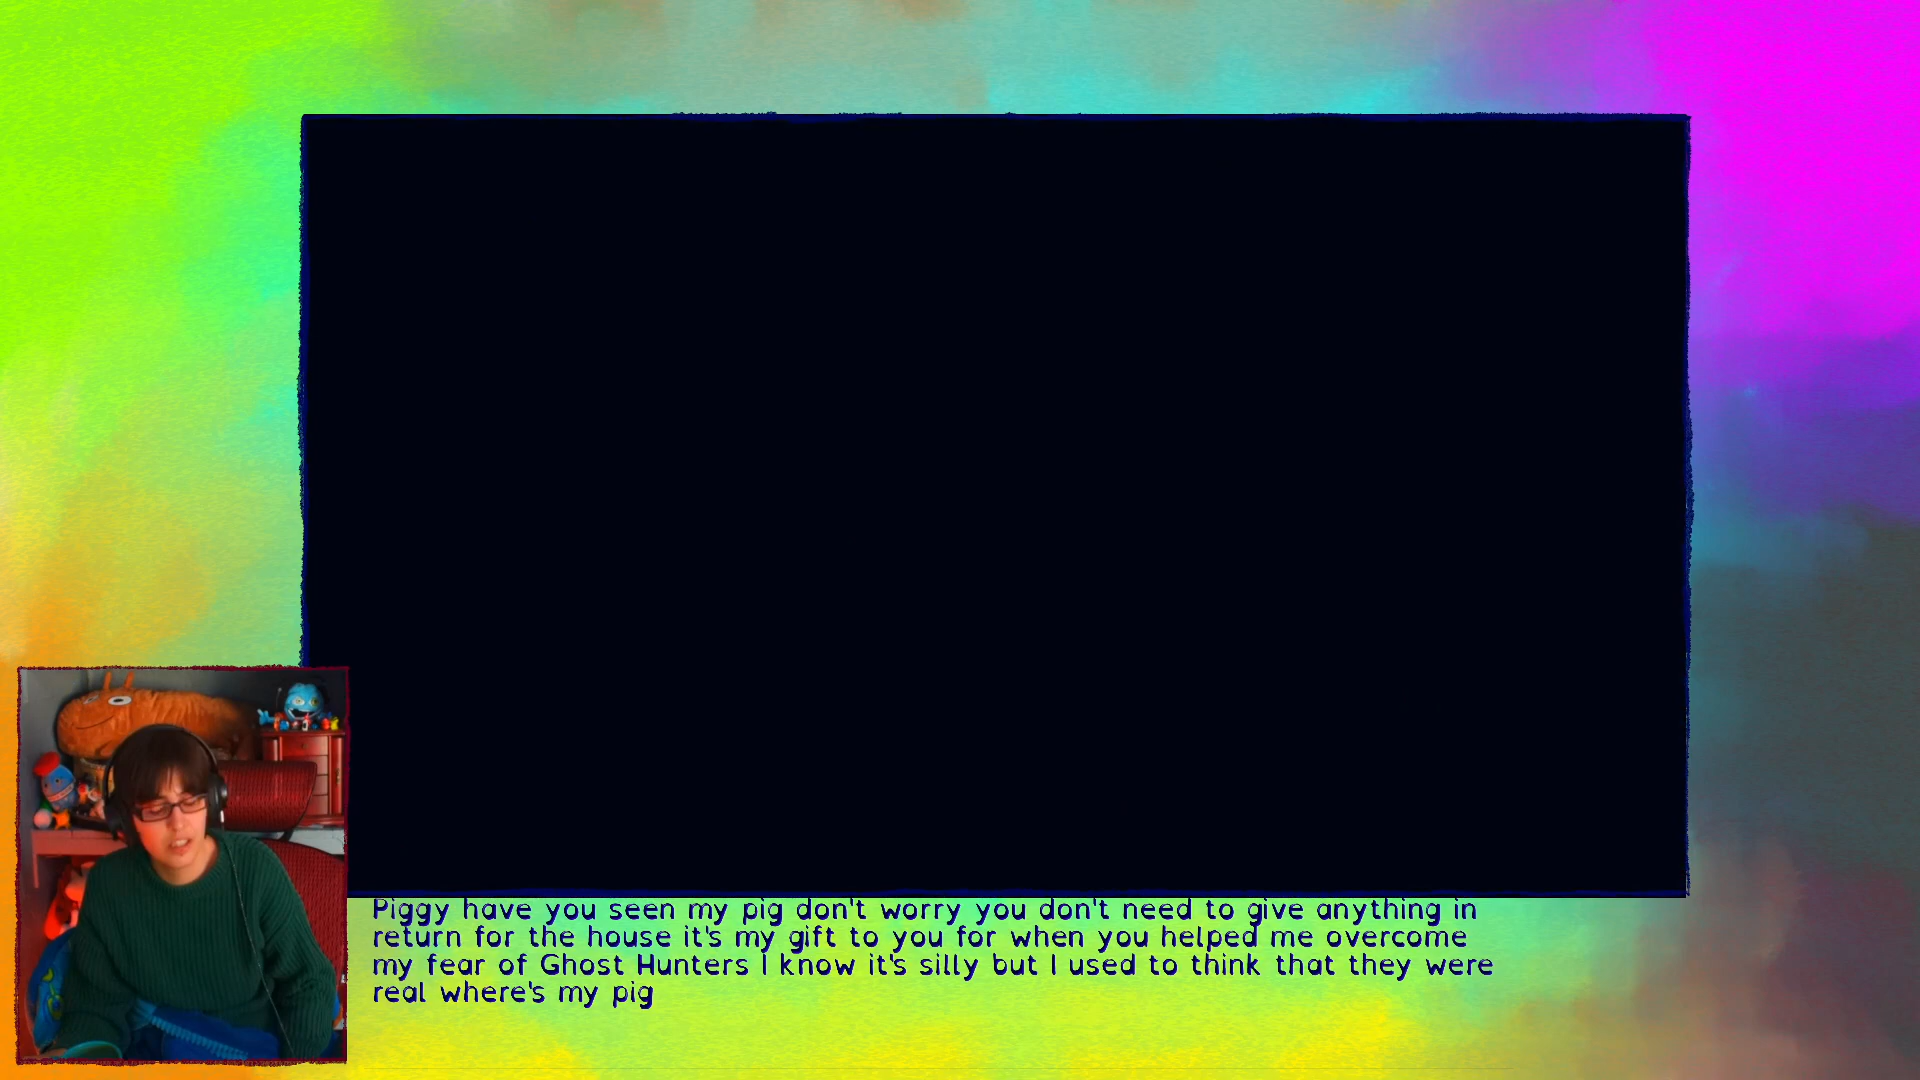 Piggy have you seen my pig don't worry you don't need to give anything in
return for the house it's my gift to you for when you helped me overcome
my fear of Ghost Hunters I know it's silly but I used to think that they were
real where's my pig